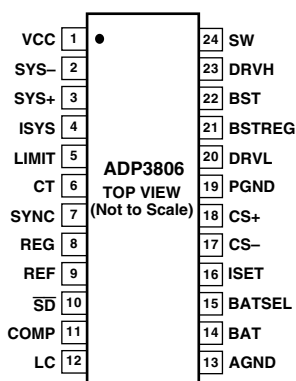 VCC 1
SYS– 2
SYS+ 3
ISYS 4
LIMIT 5
CT 6
SYNC 7
REG 8
REF 9
S̅D̅ 10
COMP 11
LC 12
ADP3806
TOP VIEW
(Not to Scale)
24 SW
23 DRVH
22 BST
21 BSTREG
20 DRVL
19 PGND
18 CS+
17 CS–
16 ISET
15 BATSEL
14 BAT
13 AGND